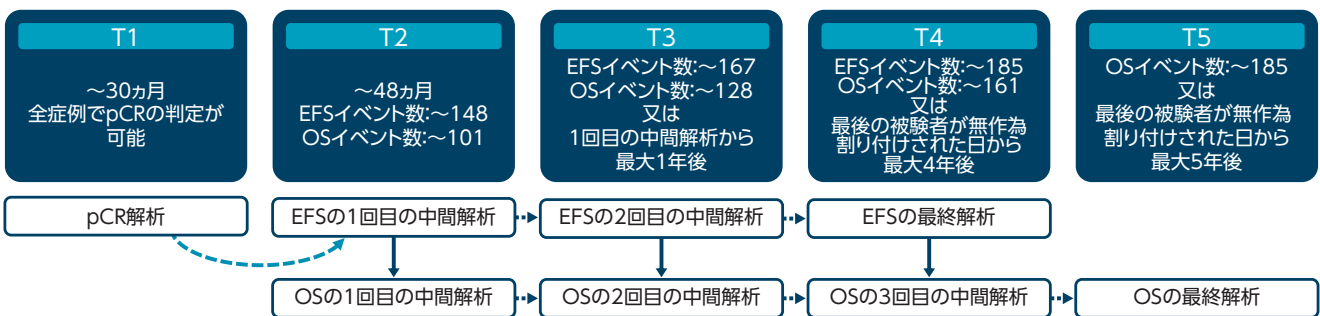 T1
～30ヵ月
全症例でpCRの判定が
可能
T2
～48ヵ月
EFSイベント数:～148
OSイベント数:～101
T3
EFSイベント数:～167
OSイベント数:～128
又は
1回目の中間解析から
最大1年後
T4
EFSイベント数:～185
OSイベント数:～161
又は
最後の被験者が無作為
割り付けされた日から
最大4年後
T5
OSイベント数:～185
又は
最後の被験者が無作為
割り付けされた日から
最大5年後
pCR解析
EFSの1回目の中間解析
EFSの2回目の中間解析
EFSの最終解析
OSの1回目の中間解析
OSの2回目の中間解析
OSの3回目の中間解析
OSの最終解析